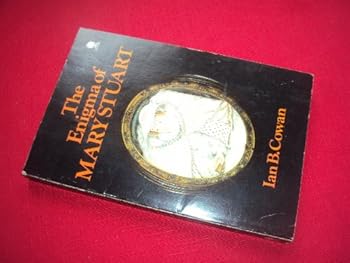 The
Enigma of
MARY STUART
Ian B. Cowan